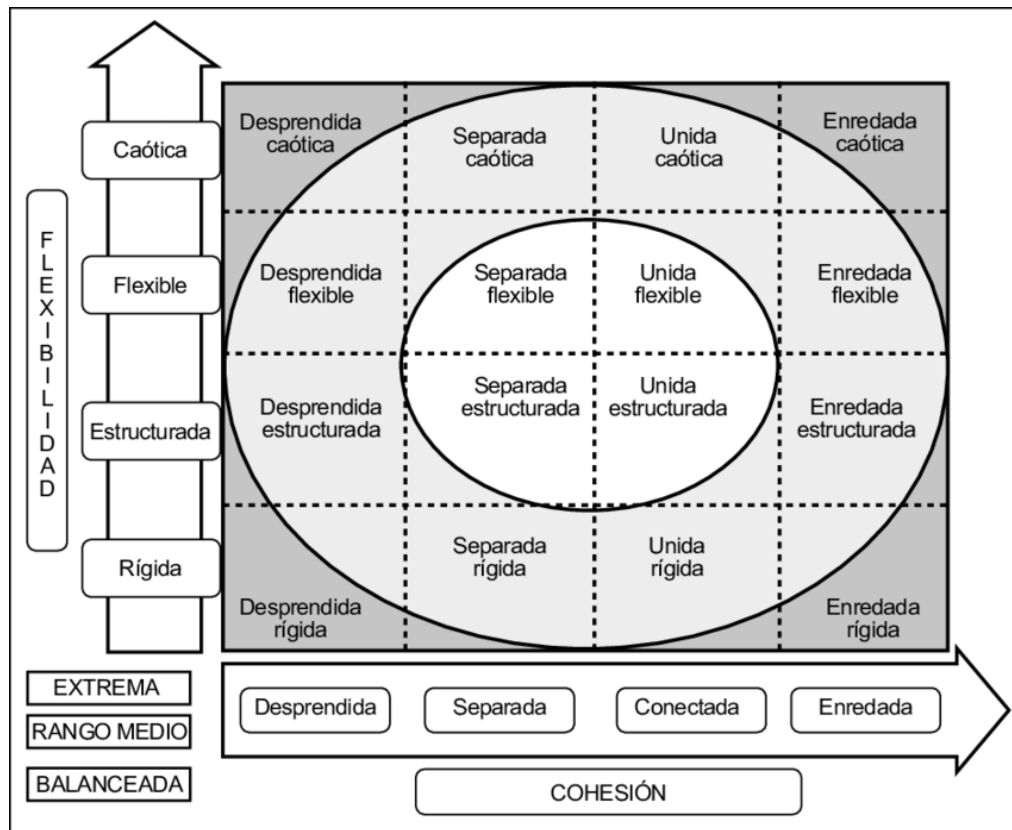 Caótica
Desprendida
caótica
Separada
caótica
Unida
caótica
Enredada
caótica
FLEXIBILIDAD
Flexible
Desprendida
flexible
Separada
flexible
Unida
flexible
Enredada
flexible
Estructurada
Desprendida
estructurada
Separada
estructurada
Unida
estructurada
Enredada
estructurada
Rígida
Desprendida
rígida
Separada
rígida
Unida
rígida
Enredada
rígida
EXTREMA
RANGO MEDIO
BALANCEADA
Desprendida
Separada
Conectada
Enredada
COHESIÓN